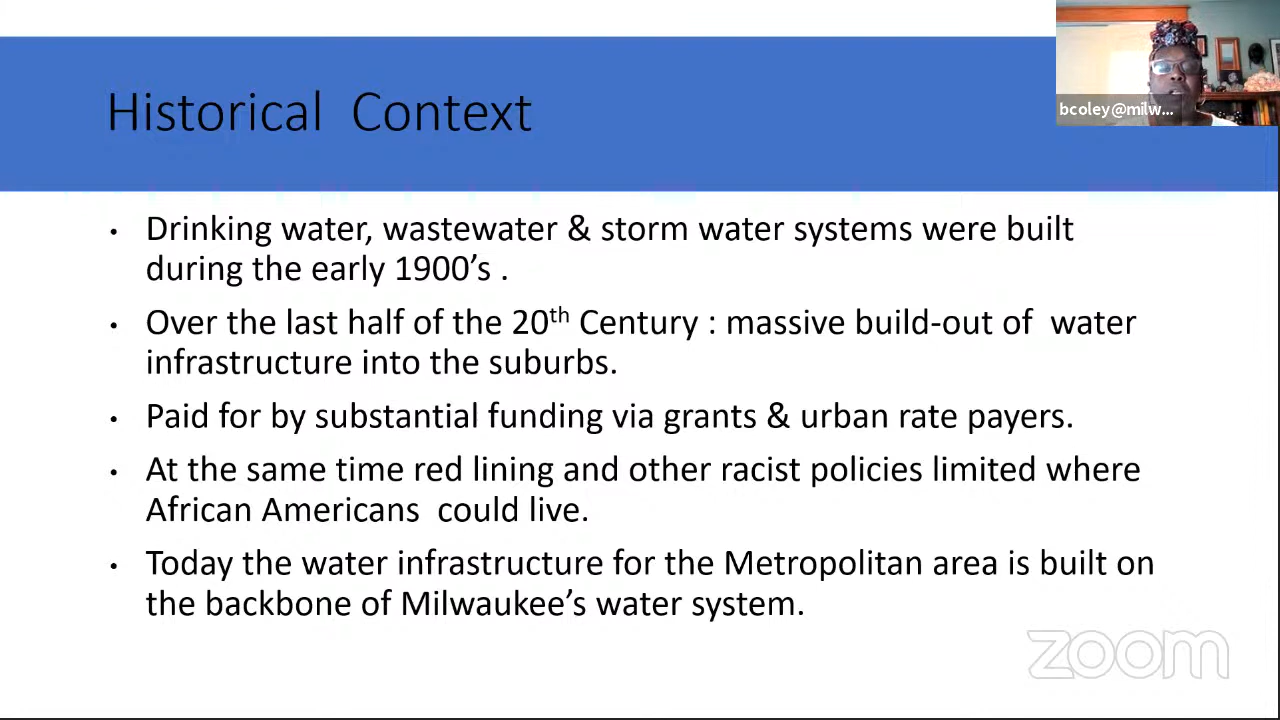 Historical Context
bcoley@milw...
• Drinking water, wastewater & storm water systems were built
during the early 1900’s .
• Over the last half of the 20th Century : massive build-out of water
infrastructure into the suburbs.
• Paid for by substantial funding via grants & urban rate payers.
• At the same time red lining and other racist policies limited where
African Americans could live.
• Today the water infrastructure for the Metropolitan area is built on
the backbone of Milwaukee’s water system.
zoom